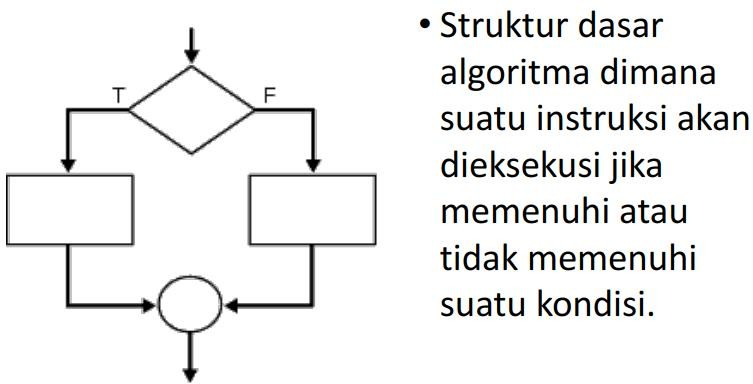 T
F
• Struktur dasar
algoritma dimana
suatu instruksi akan
dieksekusi jika
memenuhi atau
tidak memenuhi
suatu kondisi.